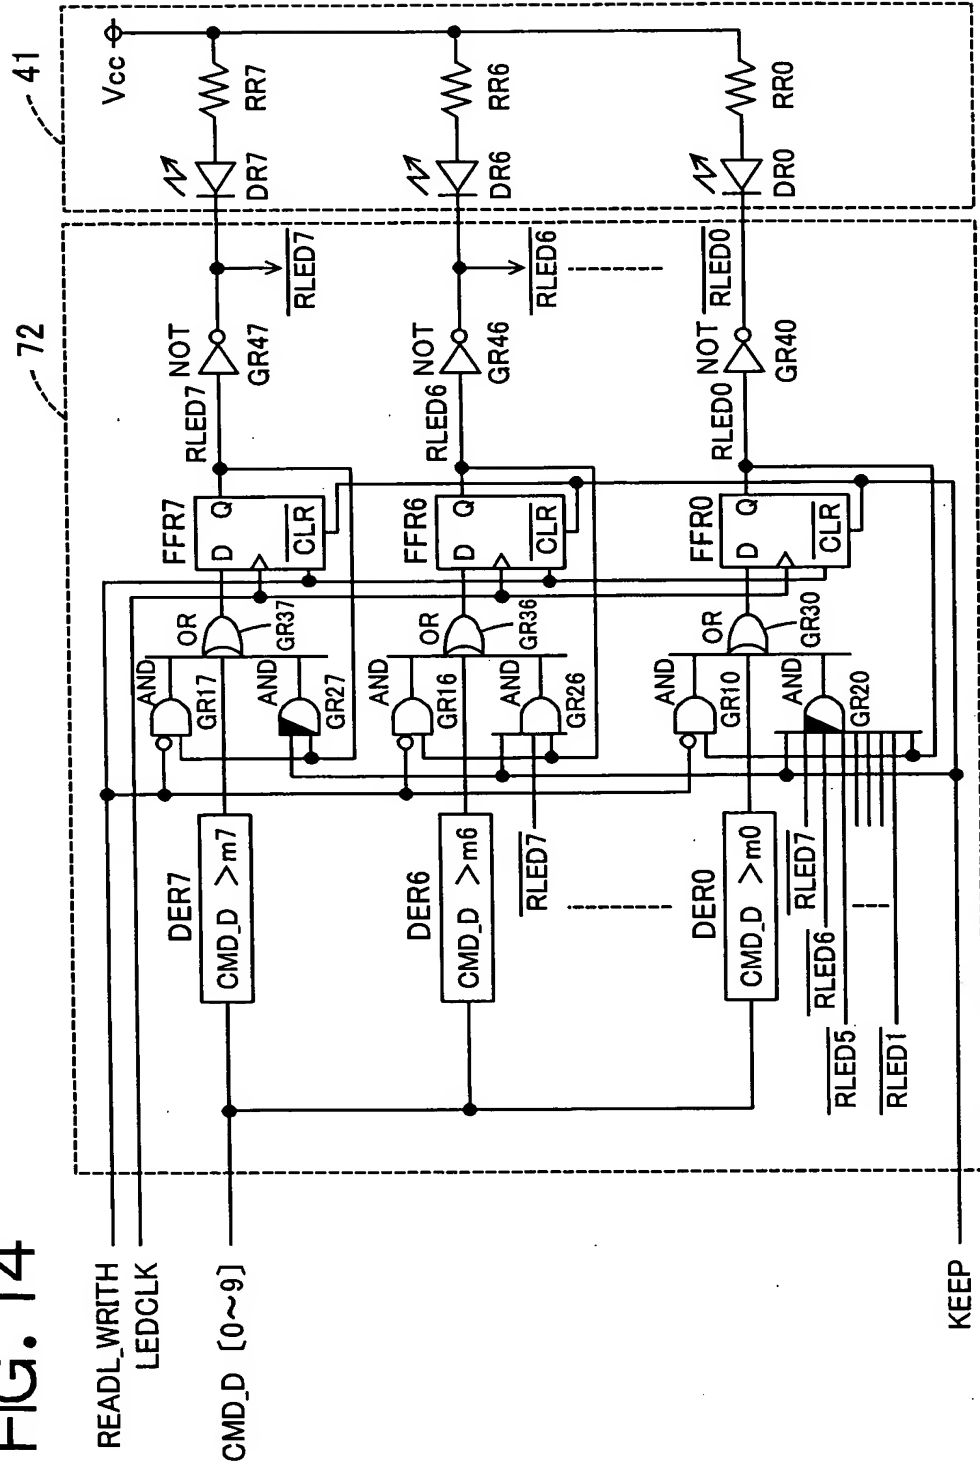 FIG. 14
41
72
Vcc
READL_WRITH
LEDCLK
CMD_D [0~9]
KEEP
DER7
CMD_D >m7
AND
GR17
AND
GR27
OR
GR37
FFR7
D Q
CLR
RLED7
NOT
GR47
RLED7
DR7
RR7
DER6
CMD_D >m6
RLED7
AND
GR16
AND
GR26
OR
GR36
FFR6
D Q
CLR
RLED6
NOT
GR46
RLED6
DR6
RR6
DER0
CMD_D >m0
RLED7
RLED6
RLED5
RLED1
AND
GR10
AND
GR20
OR
GR30
FFR0
D Q
CLR
RLED0
NOT
GR40
RLED0
DR0
RR0